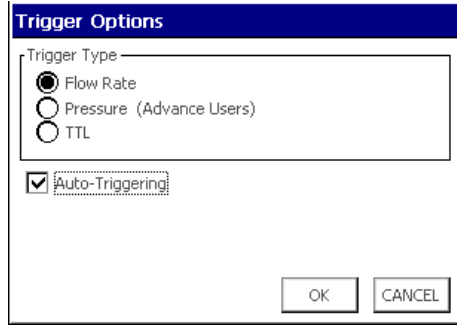 Trigger Options
Trigger Type
Flow Rate
Pressure (Advance Users)
TTL
Auto-Triggering
OK CANCEL